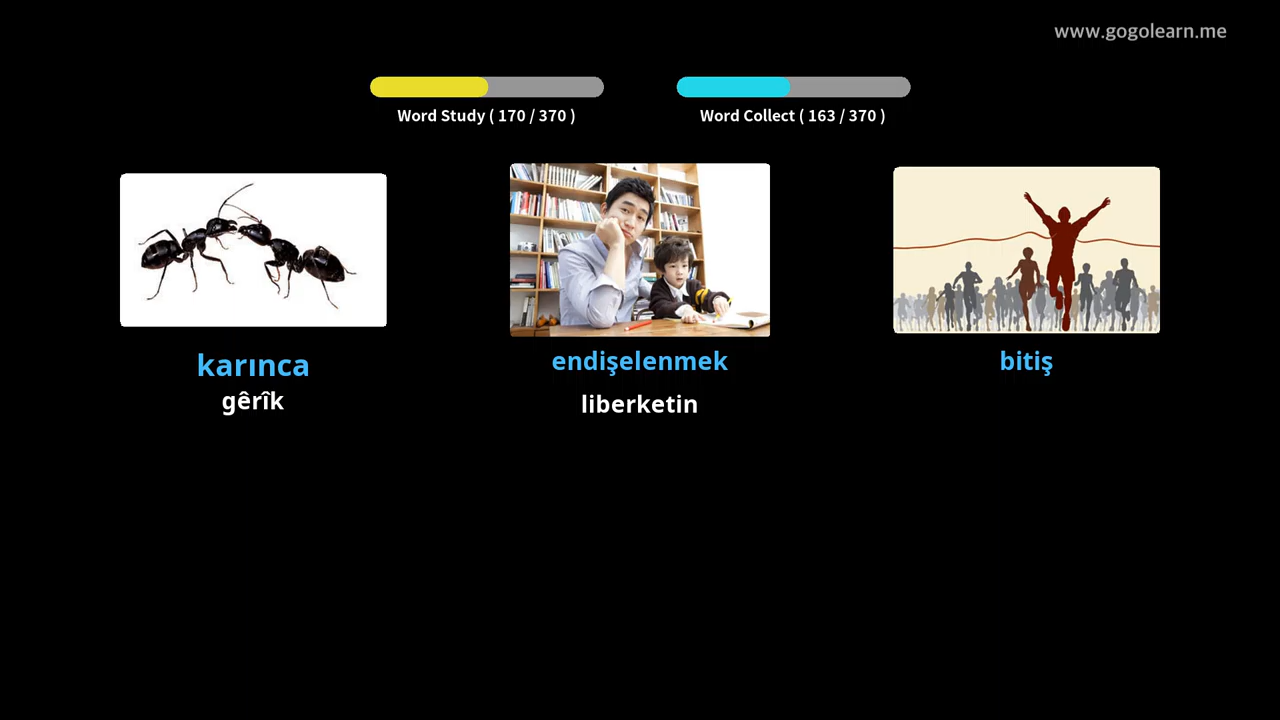 www.gogolearn.me
Word Study ( 170 / 370 )
Word Collect ( 163 / 370 )
karınca
gêrîk
endişelenmek
liberketin
bitiş